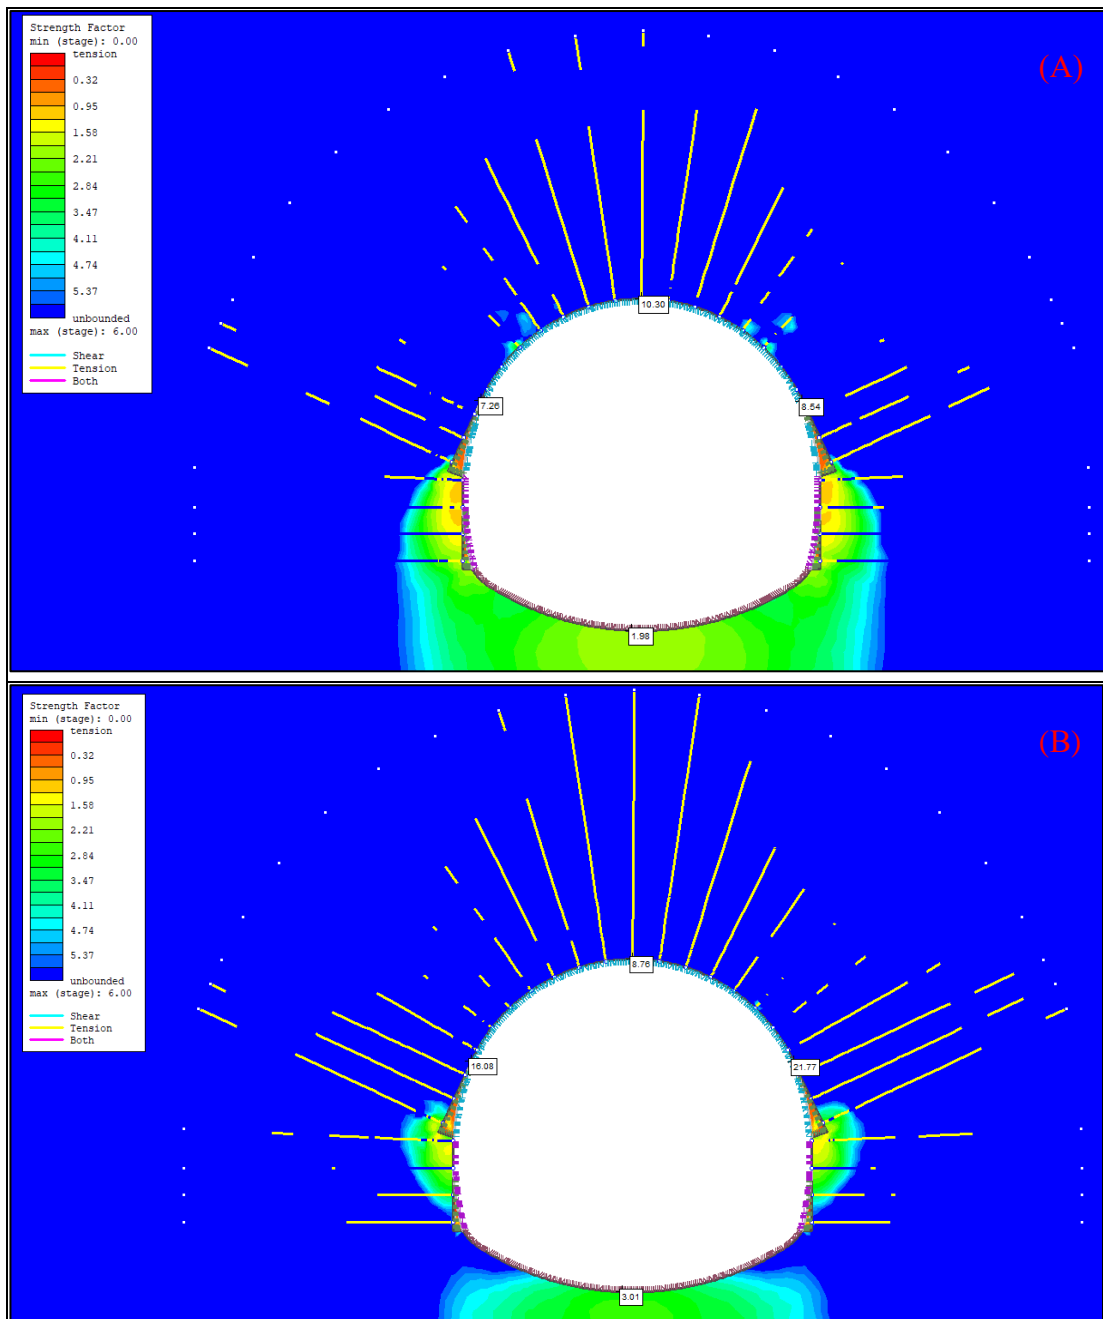 Strength Factor
min (stage): 0.00
tension
0.32
0.95
1.58
2.21
2.84
3.47
4.11
4.74
5.37
unbounded
max (stage): 6.00
Shear
Tension
Both
(A)
10.30
7.26
8.54
1.98
Strength Factor
min (stage): 0.00
tension
0.32
0.95
1.58
2.21
2.84
3.47
4.11
4.74
5.37
unbounded
max (stage): 6.00
Shear
Tension
Both
(B)
8.76
16.08
21.77
3.01